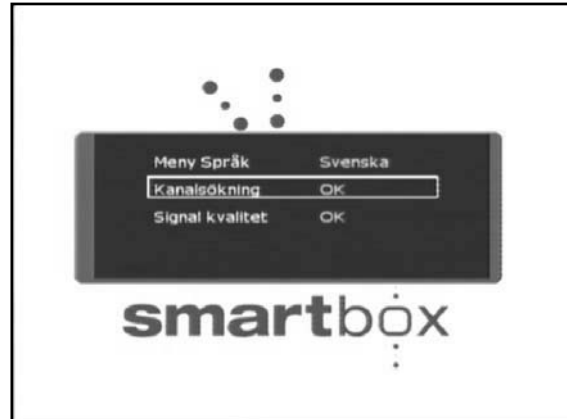 Meny Språk Svenska
Kanalsökning OK
Signal kvalitet OK
smartbox